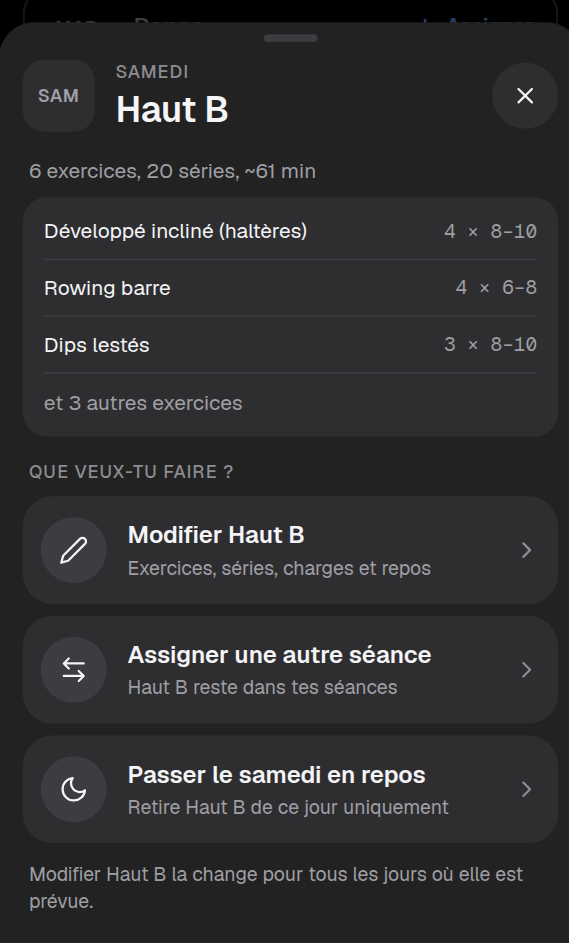 SAM
SAMEDI
Haut B
6 exercices, 20 séries, ~61 min
Développé incliné (haltères) 4 × 8-10
Rowing barre 4 × 6-8
Dips lestés 3 × 8-10
et 3 autres exercices
QUE VEUX-TU FAIRE ?
Modifier Haut B
Exercices, séries, charges et repos
Assigner une autre séance
Haut B reste dans tes séances
Passer le samedi en repos
Retire Haut B de ce jour uniquement
Modifier Haut B la change pour tous les jours où elle est
prévue.